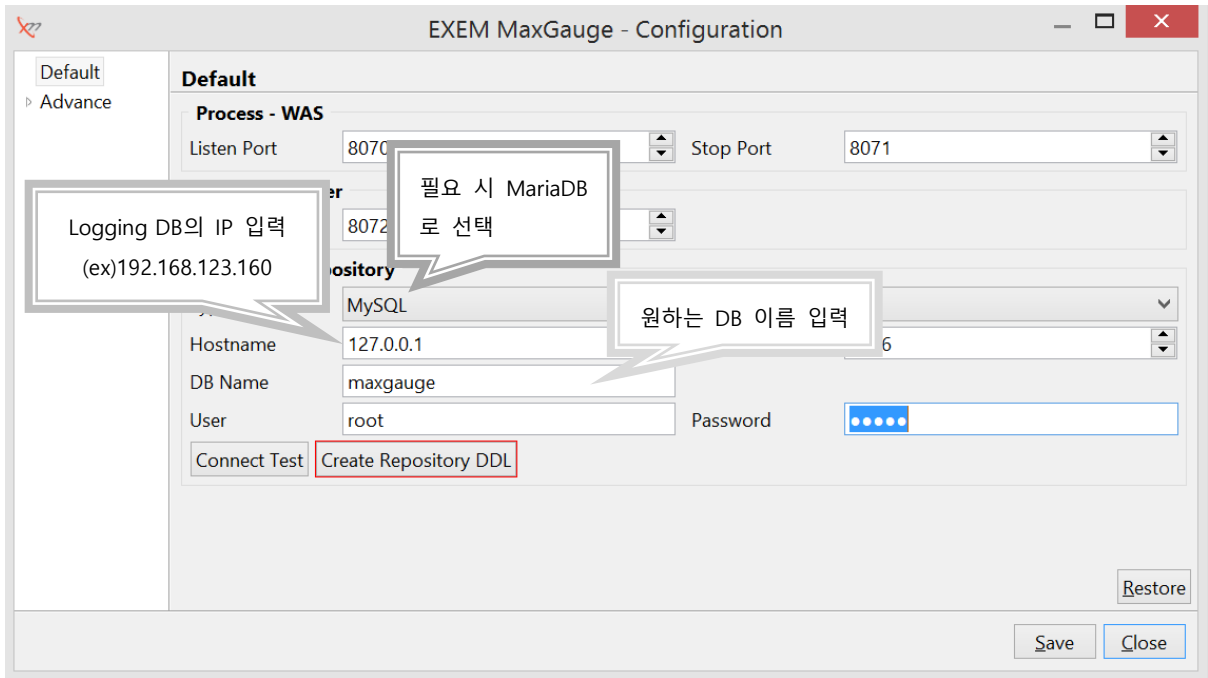 EXEM MaxGauge - Configuration
Default
Advance
Default
Process - WAS
Listen Port 8070 Stop Port 8071
필요 시 MariaDB
로 선택
Logging DB의 IP 입력
(ex)192.168.123.160
8072
MySQL
원하는 DB 이름 입력
Hostname 127.0.0.1 6
DB Name maxgauge
User root Password ●●●●●
Connect Test Create Repository DDL
Restore
Save Close